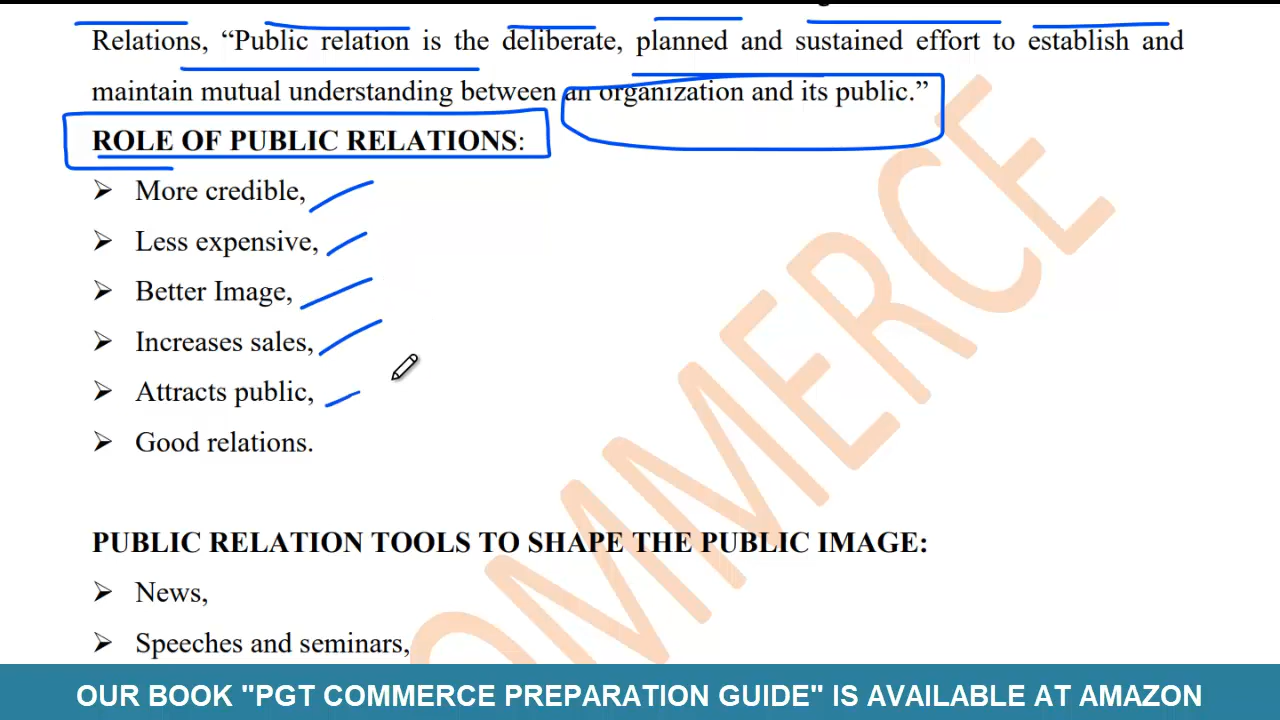 Relations, “Public relation is the deliberate, planned and sustained effort to establish and
maintain mutual understanding between an organization and its public.”
ROLE OF PUBLIC RELATIONS:
➢ More credible,
➢ Less expensive,
➢ Better Image,
➢ Increases sales,
➢ Attracts public,
➢ Good relations.
PUBLIC RELATION TOOLS TO SHAPE THE PUBLIC IMAGE:
➢ News,
➢ Speeches and seminars,
OMMERCE
OUR BOOK "PGT COMMERCE PREPARATION GUIDE" IS AVAILABLE AT AMAZON